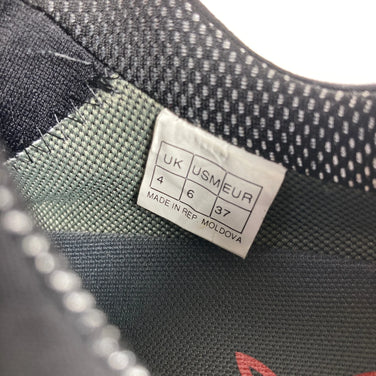 UK USM EUR
4 6 37
MADE IN REP. MOLDOVA